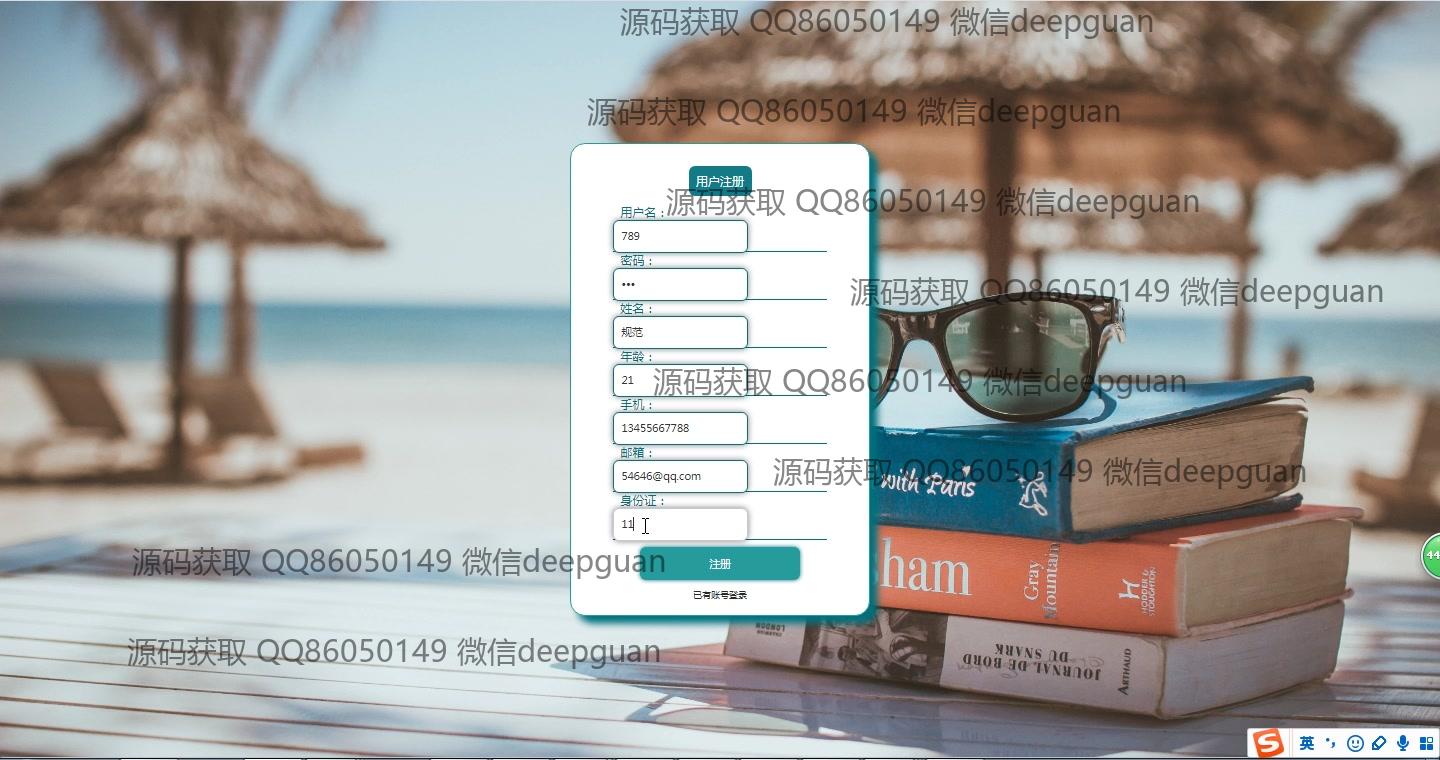 源码获取 QQ86050149 微信deepguan
源码获取 QQ86050149 微信deepguan
用户注册
源码获取 QQ86050149 微信deepguan
用户名：
789
密码：
•••
源码获取 QQ86050149 微信deepguan
姓名：
规范
年龄：
21
源码获取 QQ86050149 微信deepguan
手机：
13455667788
邮箱：
54646@qq.com
源码获取 QQ86050149 微信deepguan
with Paris
身份证：
11
注册
源码获取 QQ86050149 微信deepguan
sham
Gray
Mountain
HODDER &
STOUGHTON
已有账号登录
LONDON
JOURNAL DE BORD
DU SNARK
ARTHAUD
源码获取 QQ86050149 微信deepguan
44
英